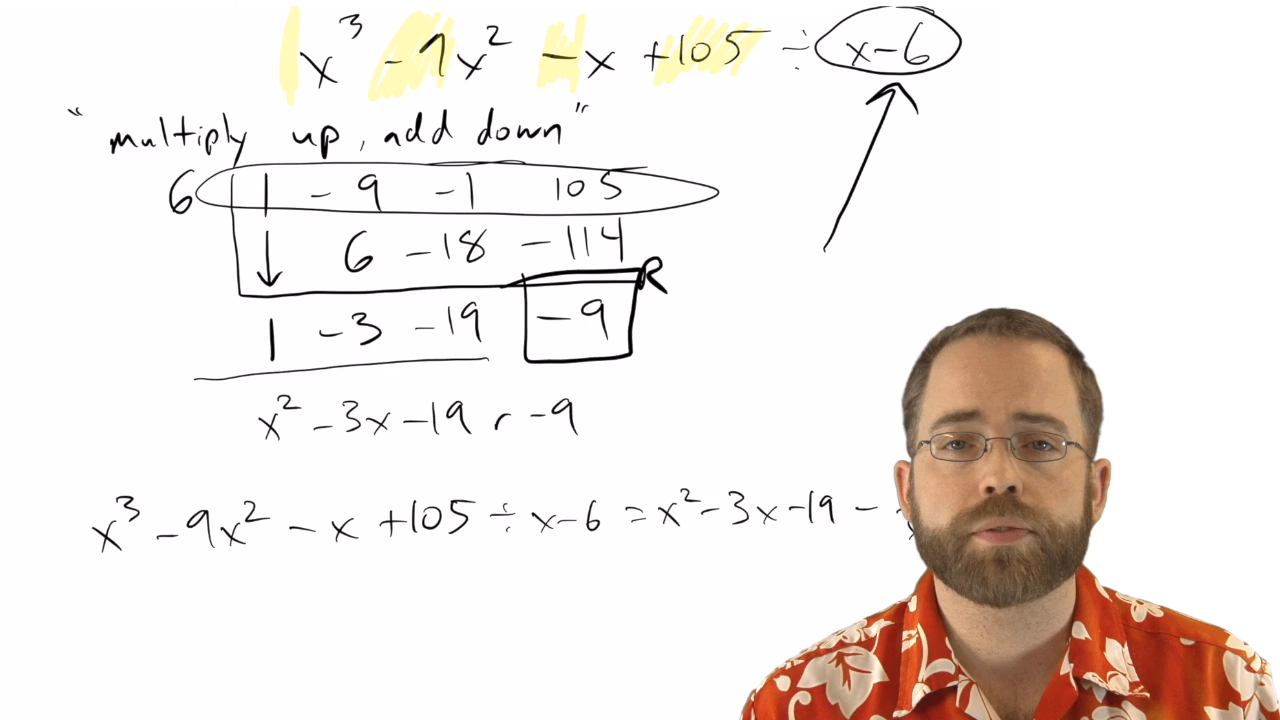 x³ - 9x² - x + 105 ÷ x-6
"multiply up, add down"
6 1 -9 -1 105
↓ 6 -18 -114
1 -3 -19 -9 R
x² - 3x - 19 r -9
x³ - 9x² - x + 105 ÷ x-6 = x² - 3x - 19 -